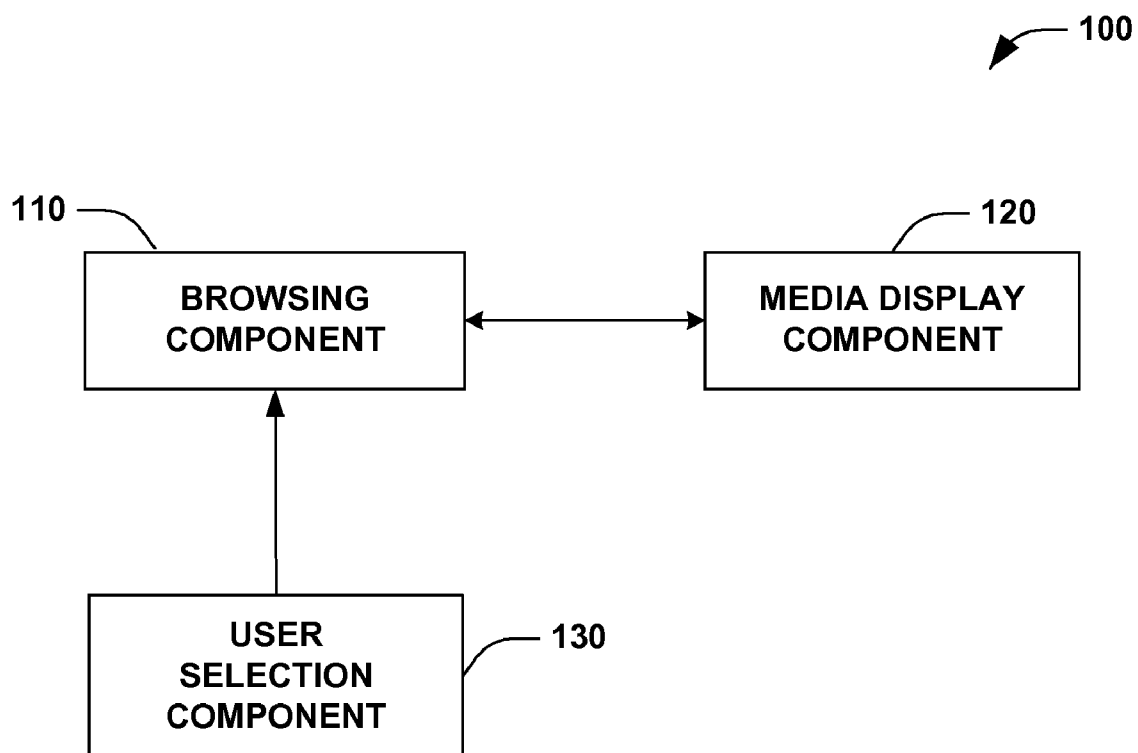 100
110
120
BROWSING
COMPONENT
MEDIA DISPLAY
COMPONENT
USER
SELECTION
COMPONENT
130